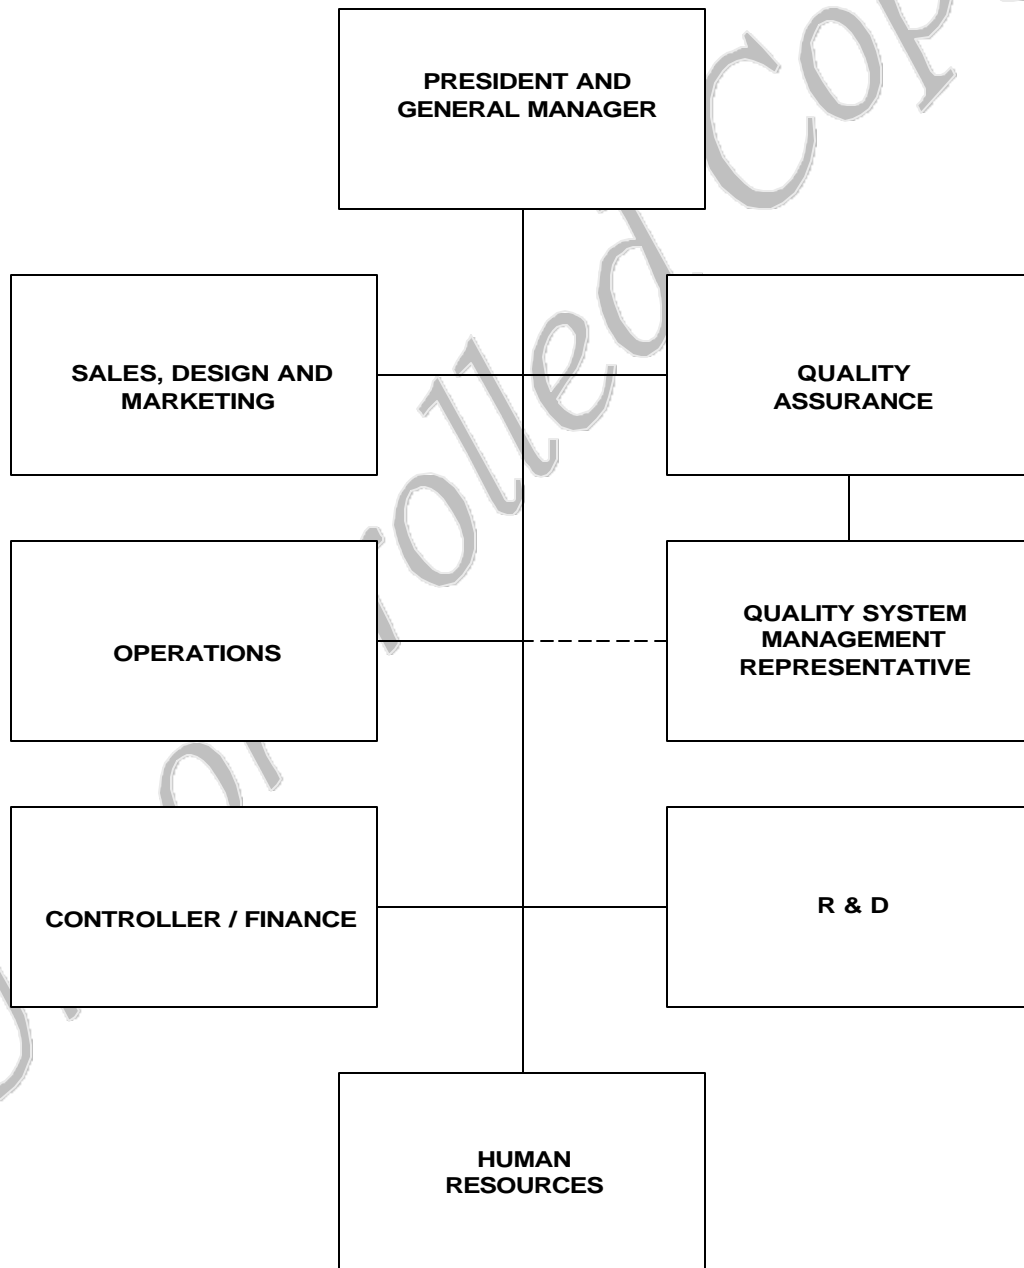 PRESIDENT AND
GENERAL MANAGER
SALES, DESIGN AND
MARKETING
QUALITY
ASSURANCE
OPERATIONS
QUALITY SYSTEM
MANAGEMENT
REPRESENTATIVE
CONTROLLER / FINANCE
R & D
HUMAN
RESOURCES